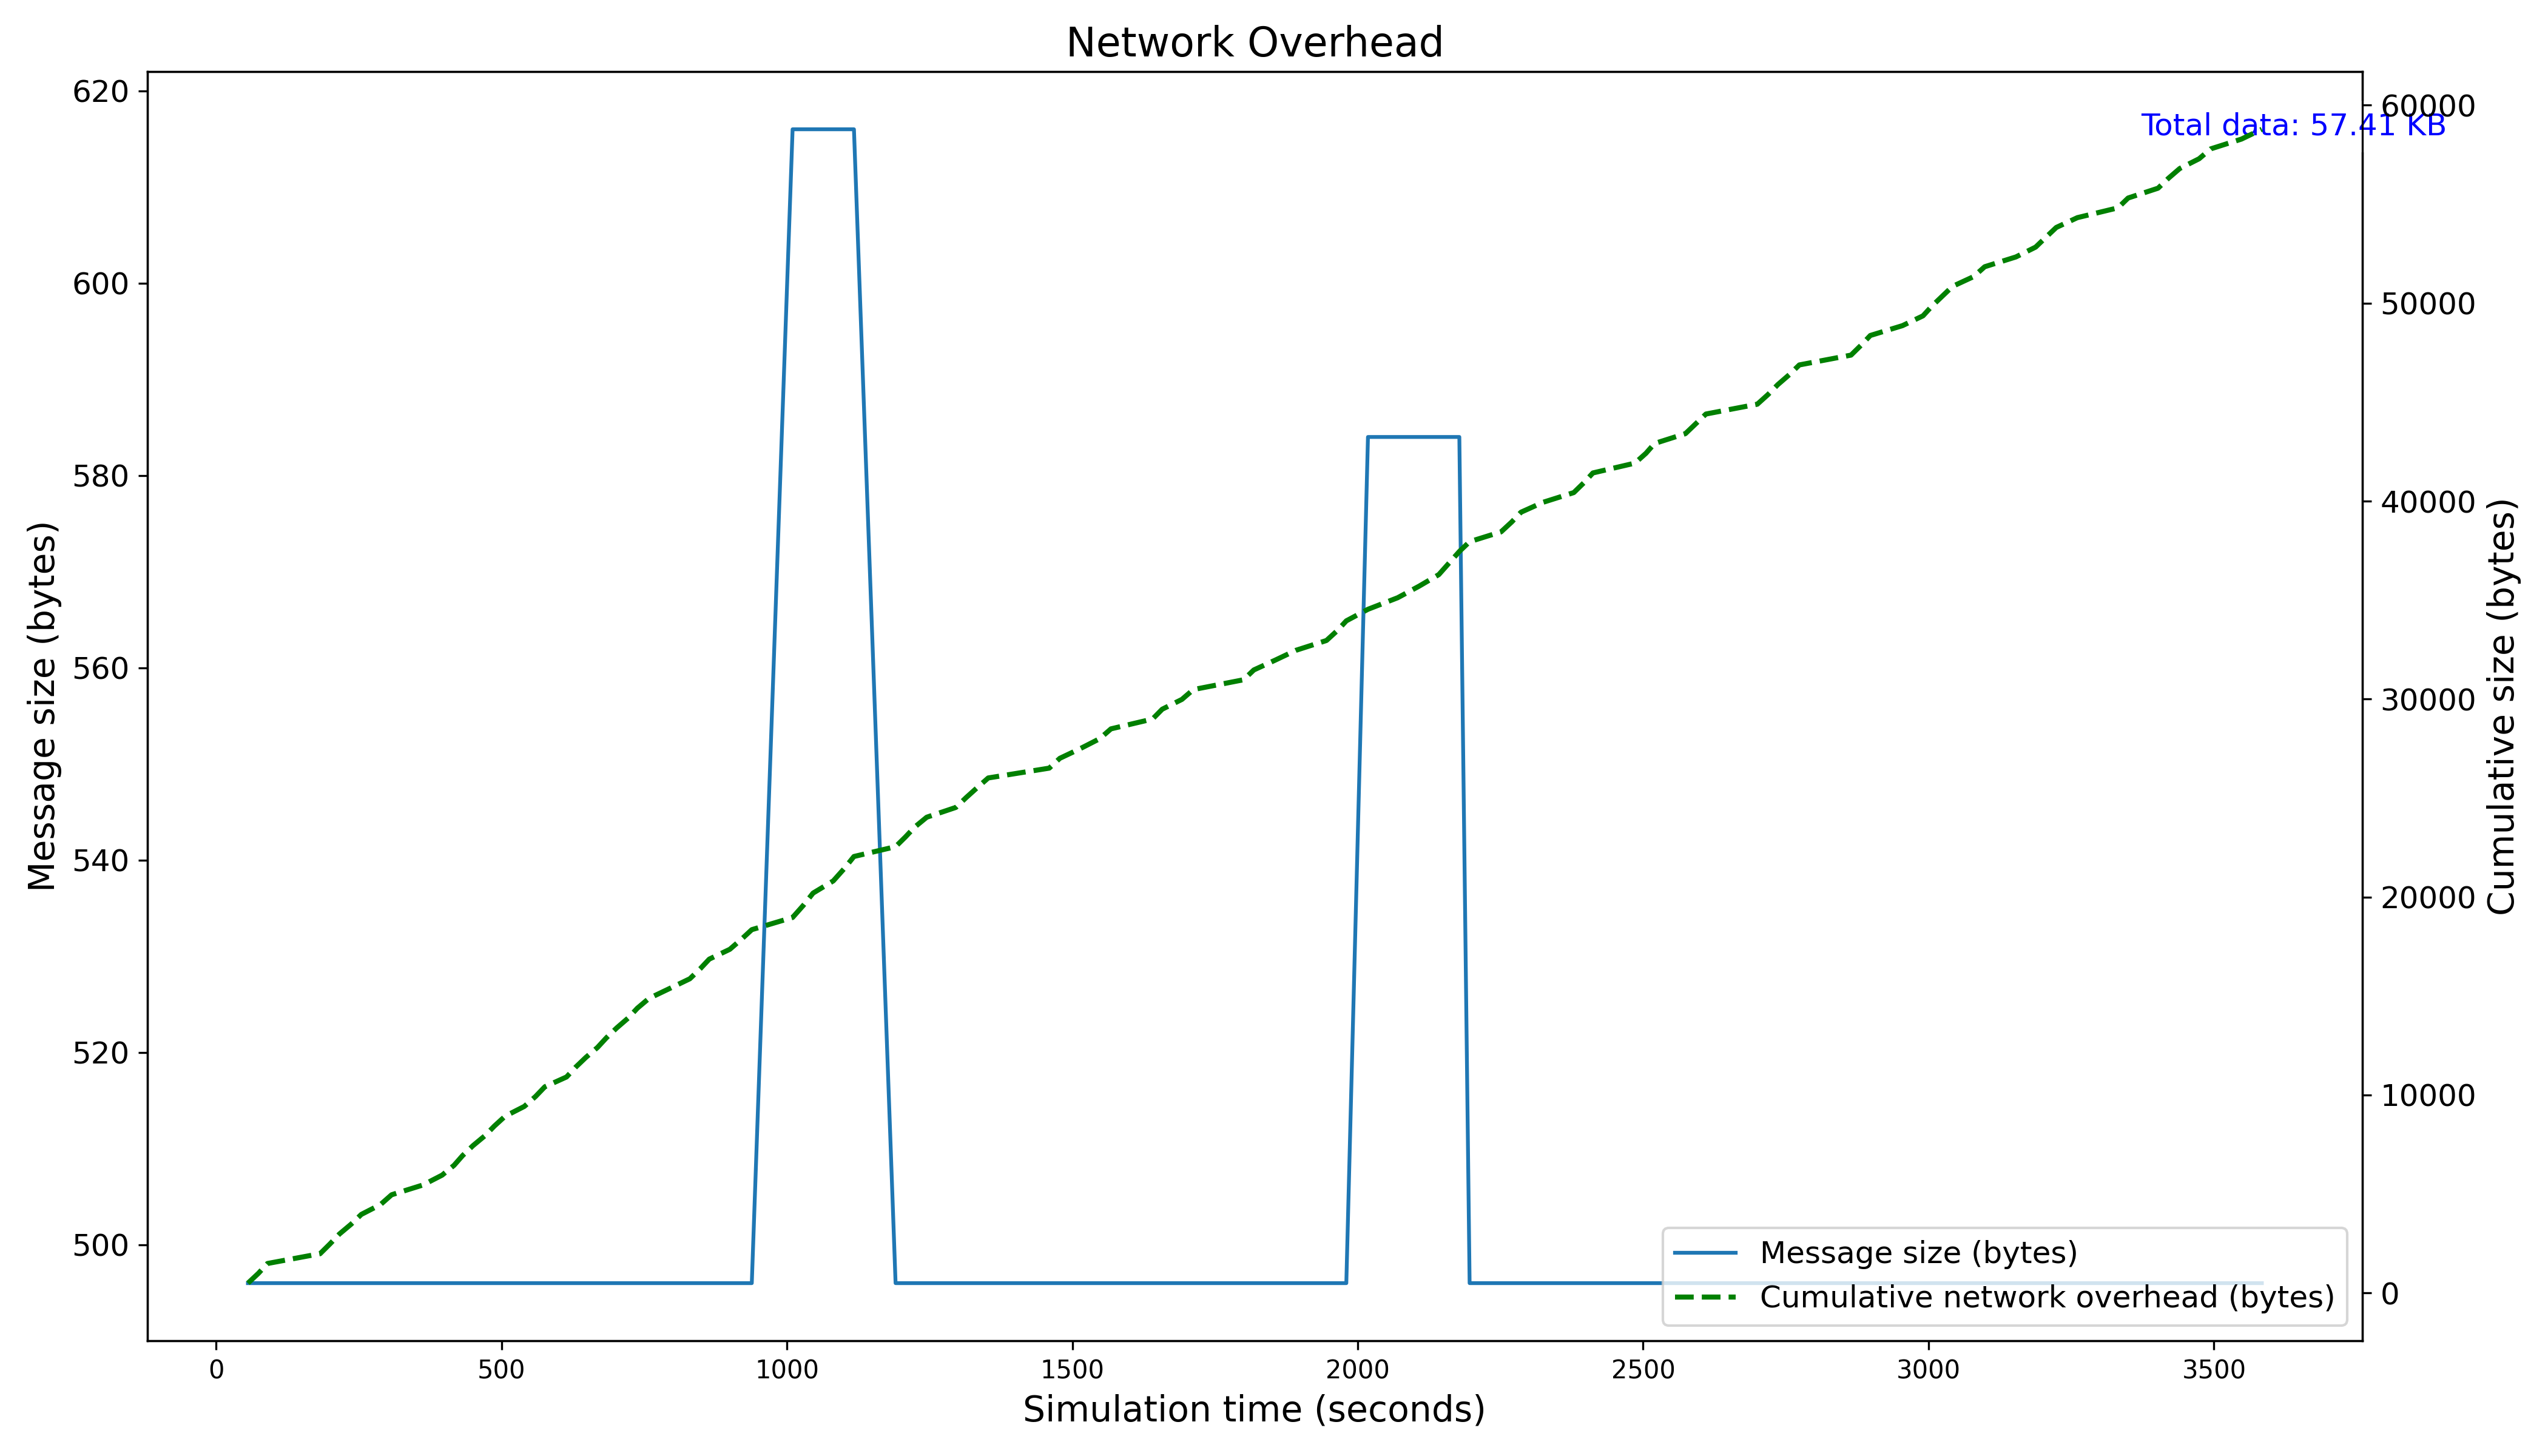 Network Overhead
620
600
580
560
540
520
500
Message size (bytes)
60000
50000
40000
30000
20000
10000
0
Cumulative size (bytes)
Total data: 57.41 KB
Message size (bytes)
Cumulative network overhead (bytes)
0 500 1000 1500 2000 2500 3000 3500
Simulation time (seconds)